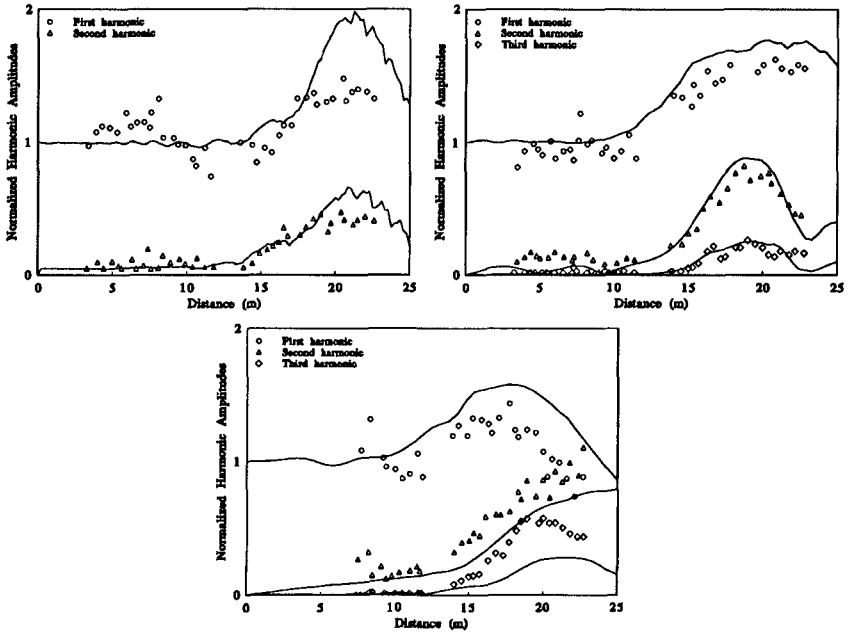 2
First harmonic
Second harmonic
Normalized Harmonic Amplitudes
1
0
0 5 10 15 20 25
Distance (m)
2
First harmonic
Second harmonic
Third harmonic
Normalized Harmonic Amplitudes
1
0
0 5 10 15 20 25
Distance (m)
2
First harmonic
Second harmonic
Third harmonic
Normalized Harmonic Amplitudes
1
0
0 5 10 15 20 25
Distance (m)